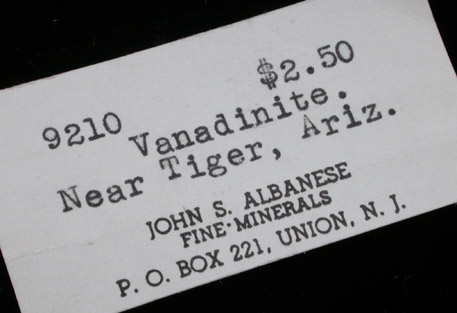 $2.50
9210 Vanadinite.
Near Tiger, Ariz.
JOHN S. ALBANESE
FINE·MINERALS
P. O. BOX 221, UNION, N. J.